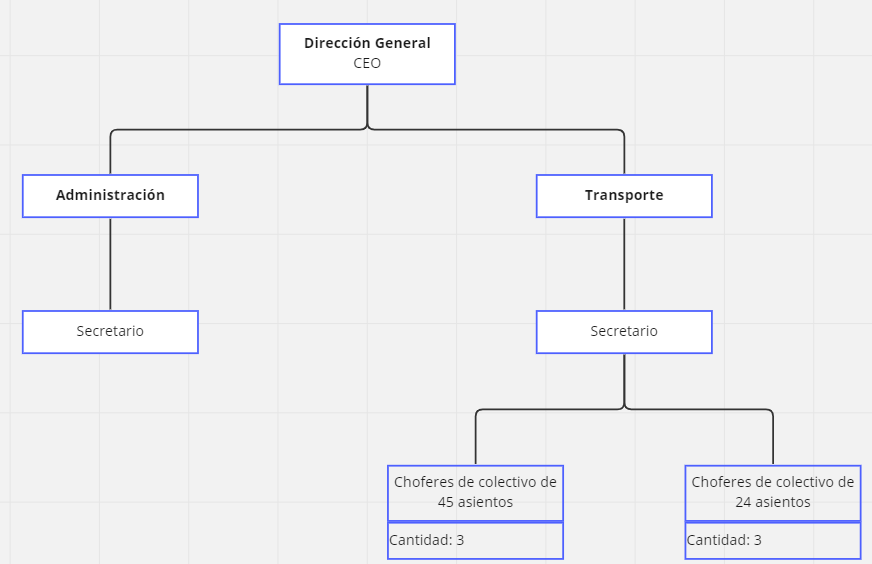 Dirección General
CEO
Administración
Transporte
Secretario
Secretario
Choferes de colectivo de
45 asientos
Cantidad: 3
Choferes de colectivo de
24 asientos
Cantidad: 3